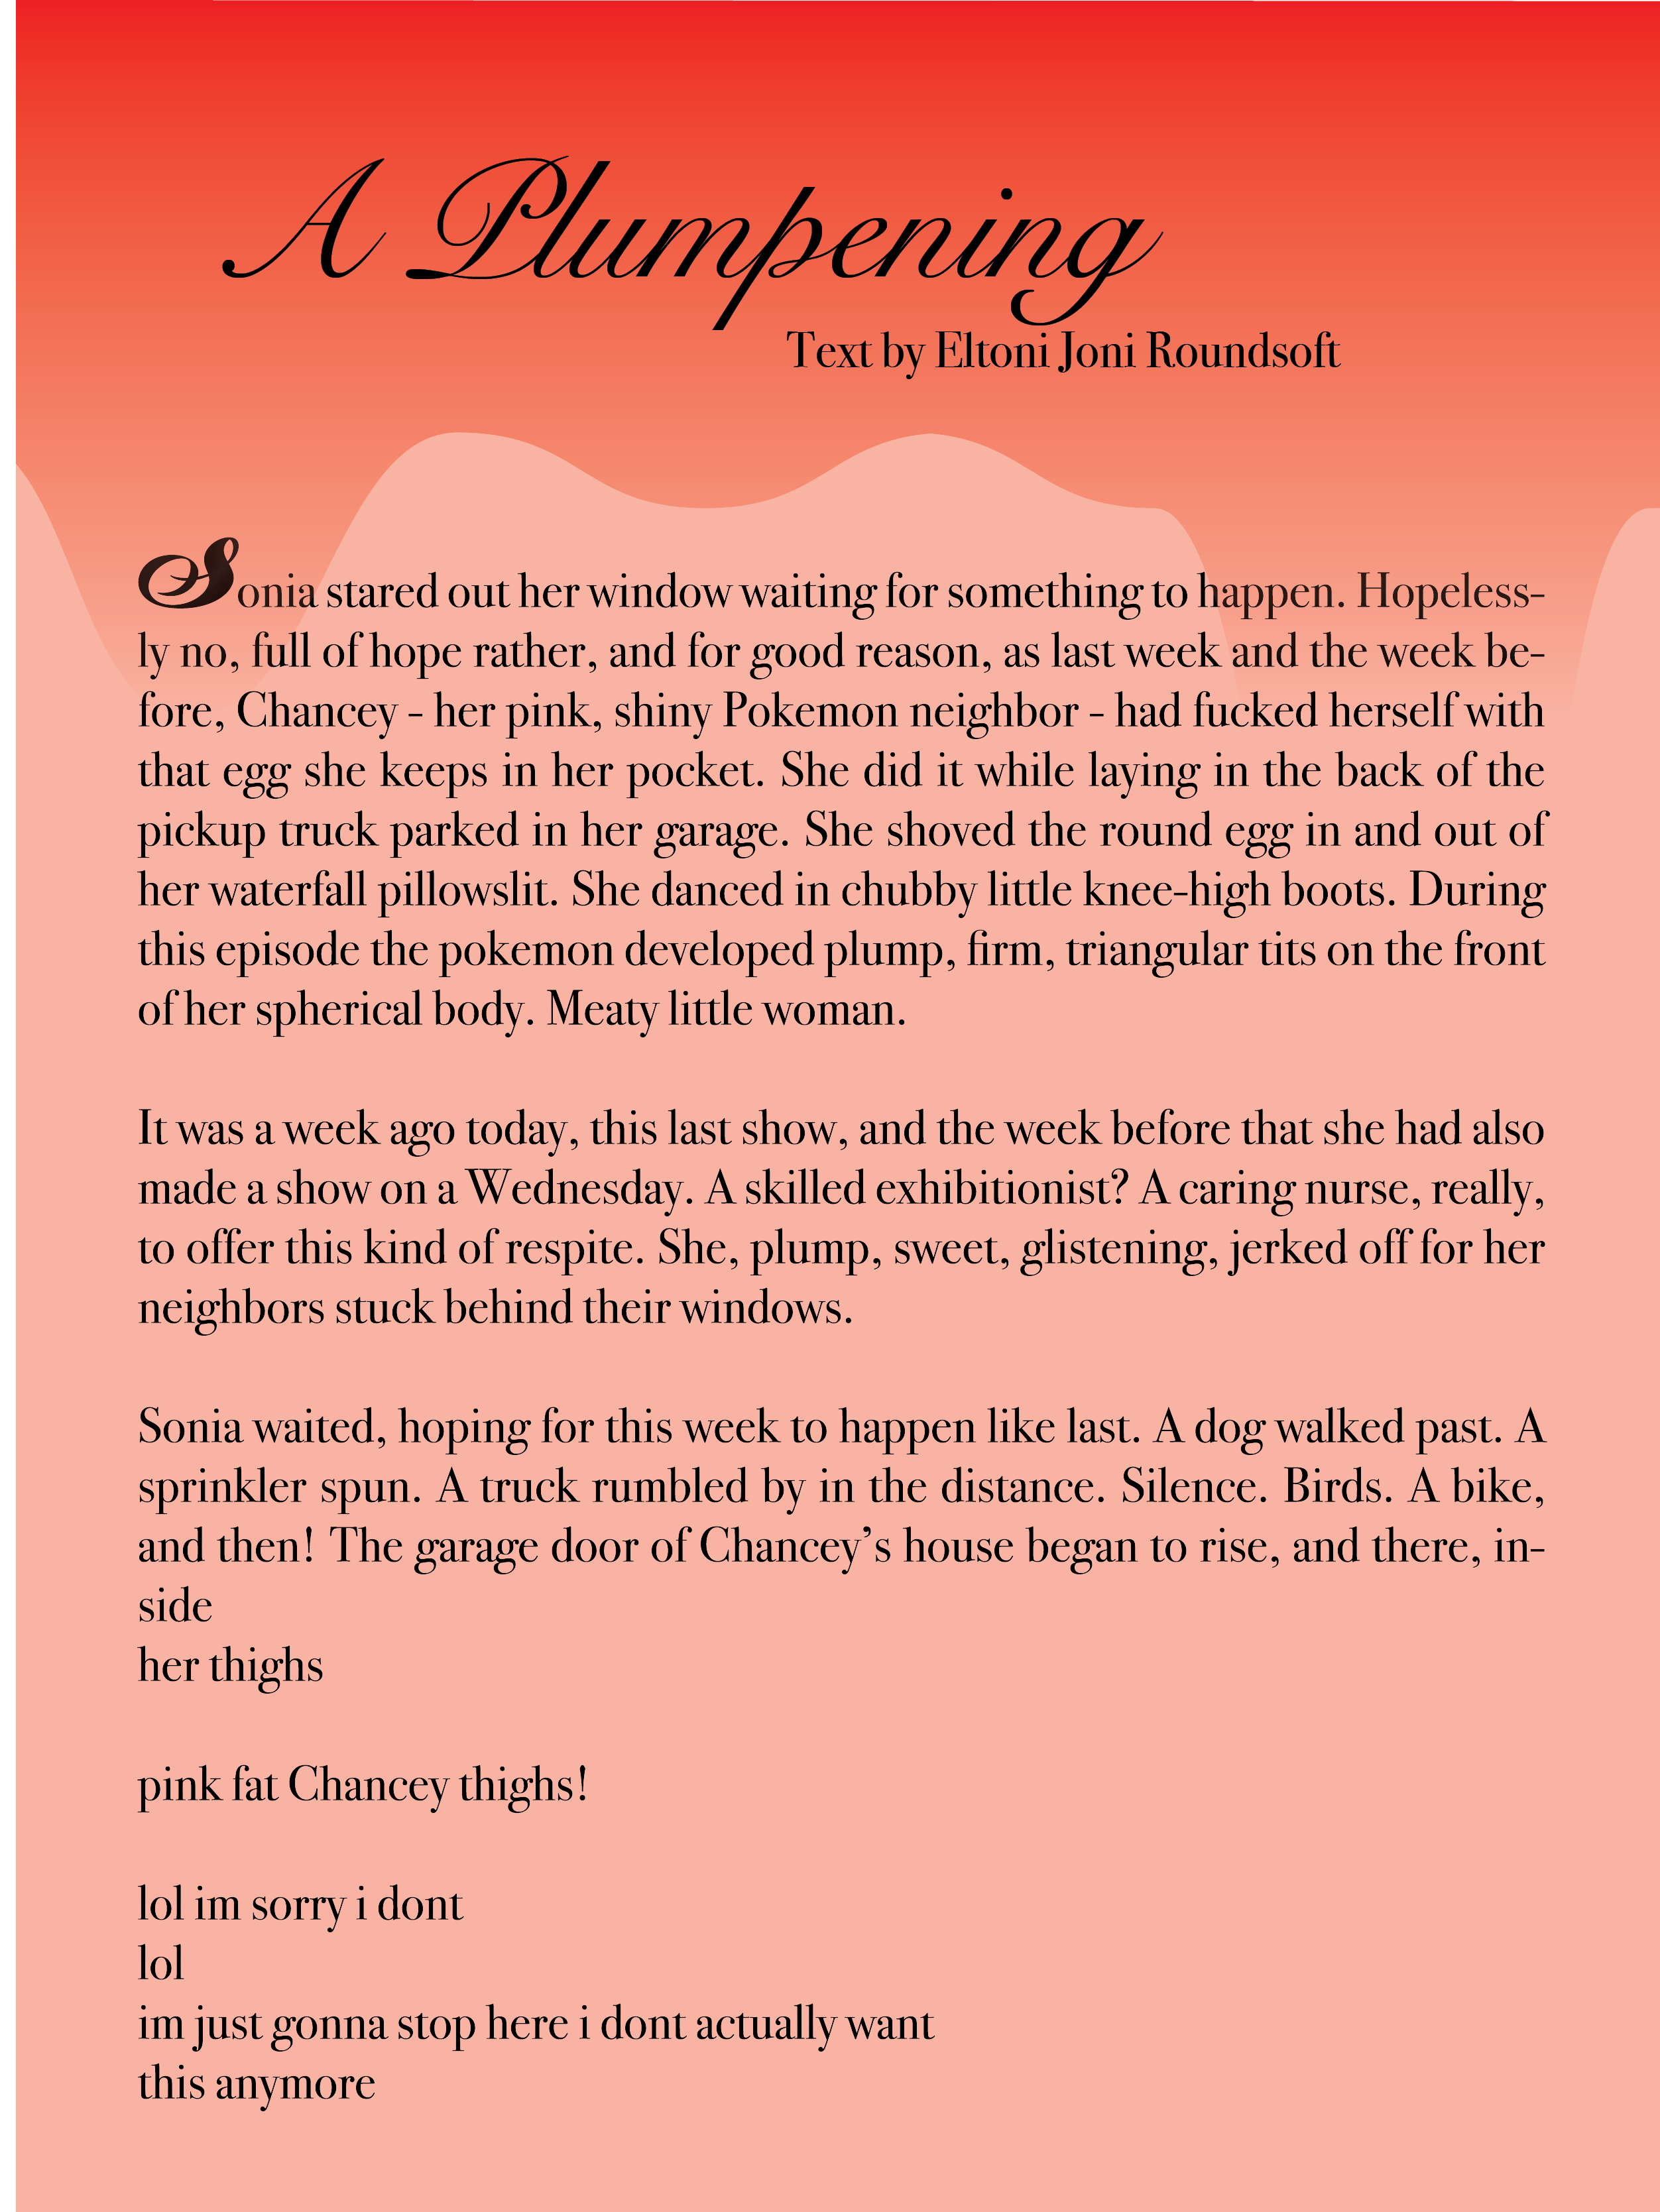 A Plumpening
Text by Eltoni Joni Roundsoft
Sonia stared out her window waiting for something to happen. Hopeless-
ly no, full of hope rather, and for good reason, as last week and the week be-
fore, Chancey - her pink, shiny Pokemon neighbor - had fucked herself with
that egg she keeps in her pocket. She did it while laying in the back of the
pickup truck parked in her garage. She shoved the round egg in and out of
her waterfall pillowslit. She danced in chubby little knee-high boots. During
this episode the pokemon developed plump, firm, triangular tits on the front
of her spherical body. Meaty little woman.
It was a week ago today, this last show, and the week before that she had also
made a show on a Wednesday. A skilled exhibitionist? A caring nurse, really,
to offer this kind of respite. She, plump, sweet, glistening, jerked off for her
neighbors stuck behind their windows.
Sonia waited, hoping for this week to happen like last. A dog walked past. A
sprinkler spun. A truck rumbled by in the distance. Silence. Birds. A bike,
and then! The garage door of Chancey's house began to rise, and there, in-
side
her thighs
pink fat Chancey thighs!
lol im sorry i dont
lol
im just gonna stop here i dont actually want
this anymore